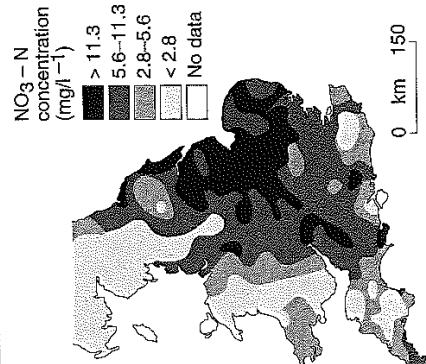 NO₃ – N
concentration
(mg/l⁻¹)
> 11.3
5.6–11.3
2.8–5.6
< 2.8
No data
0 km 150